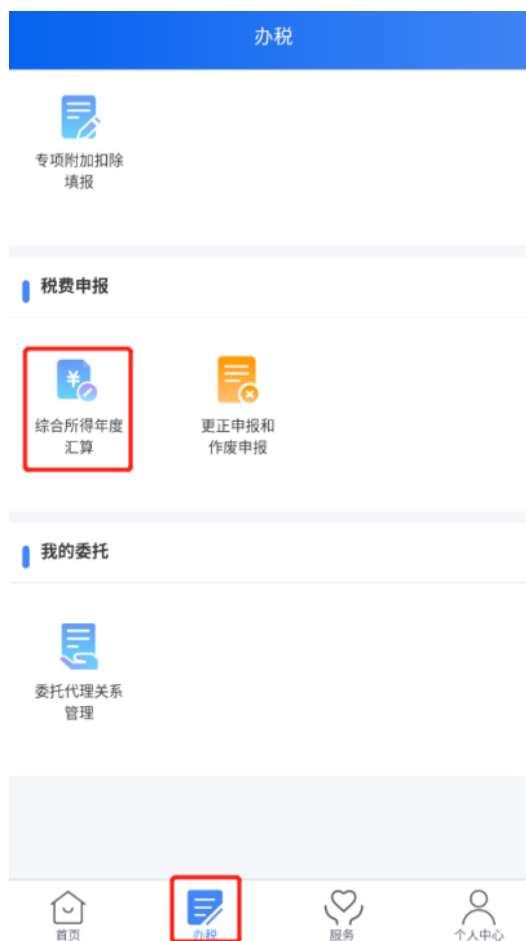 办税
专项附加扣除
填报
税费申报
综合所得年度
汇算
更正申报和
作废申报
我的委托
委托代理关系
管理
首页
办税
服务
个人中心